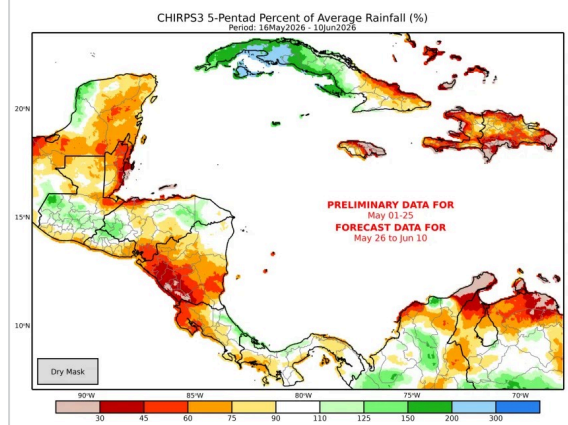 CHIRPS3 5-Pentad Percent of Average Rainfall (%)
Period: 16May2026 - 10Jun2026
20°N
PRELIMINARY DATA FOR
May 01-25
15°N
FORECAST DATA FOR
May 26 to Jun 10
10°N
Dry Mask
90°W 85°W 80°W 75°W 70°W
30 45 60 75 90 110 125 150 200 300